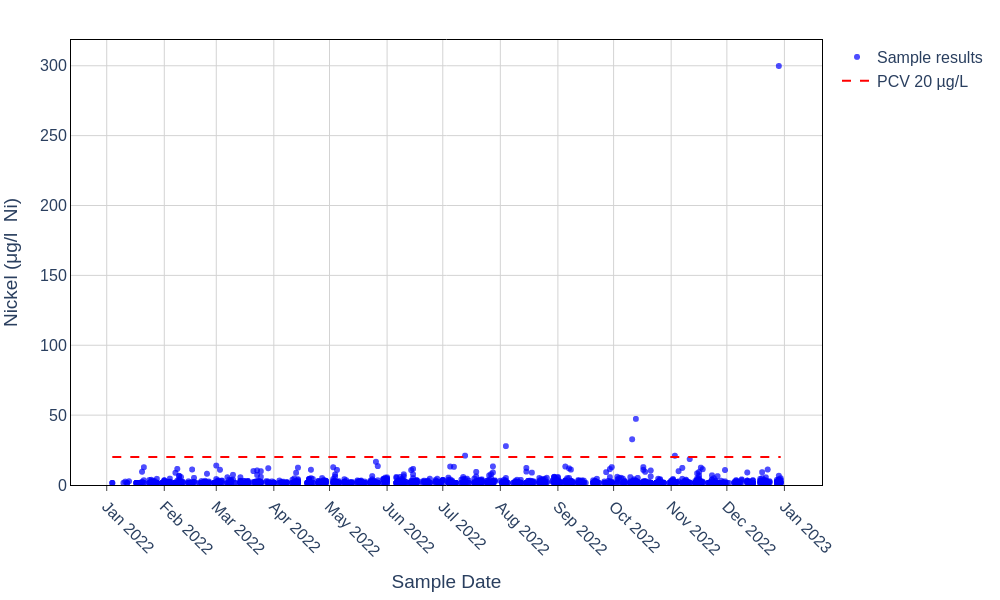 300
250
200
150
100
50
0
Nickel (µg/l  Ni)
Jan 2022
Feb 2022
Mar 2022
Apr 2022
May 2022
Jun 2022
Jul 2022
Aug 2022
Sep 2022
Oct 2022
Nov 2022
Dec 2022
Jan 2023
Sample Date
Sample results
PCV 20 µg/L